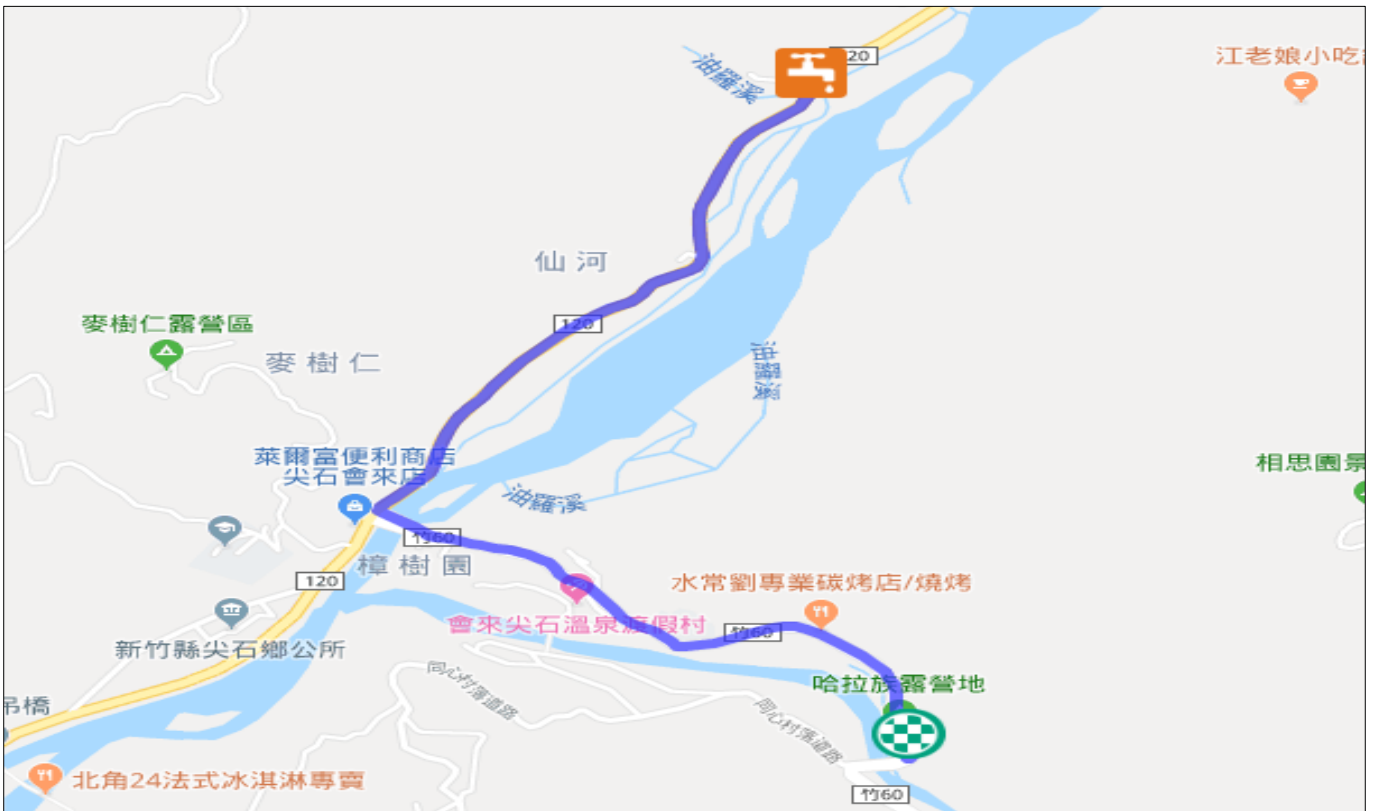 20
江老娘小吃
油羅溪
仙河
120
麥樹仁露營區
麥樹仁
油羅溪
萊爾富便利商店
尖石會來店
相思園景
油羅溪
竹60
樟樹園
120
水常劉專業碳烤店/燒烤
會來尖石溫泉渡假村
竹60
新竹縣尖石鄉公所
同心村落道路
哈拉族露營地
吊橋
同心村落道路
北角24法式冰淇淋專賣
竹60